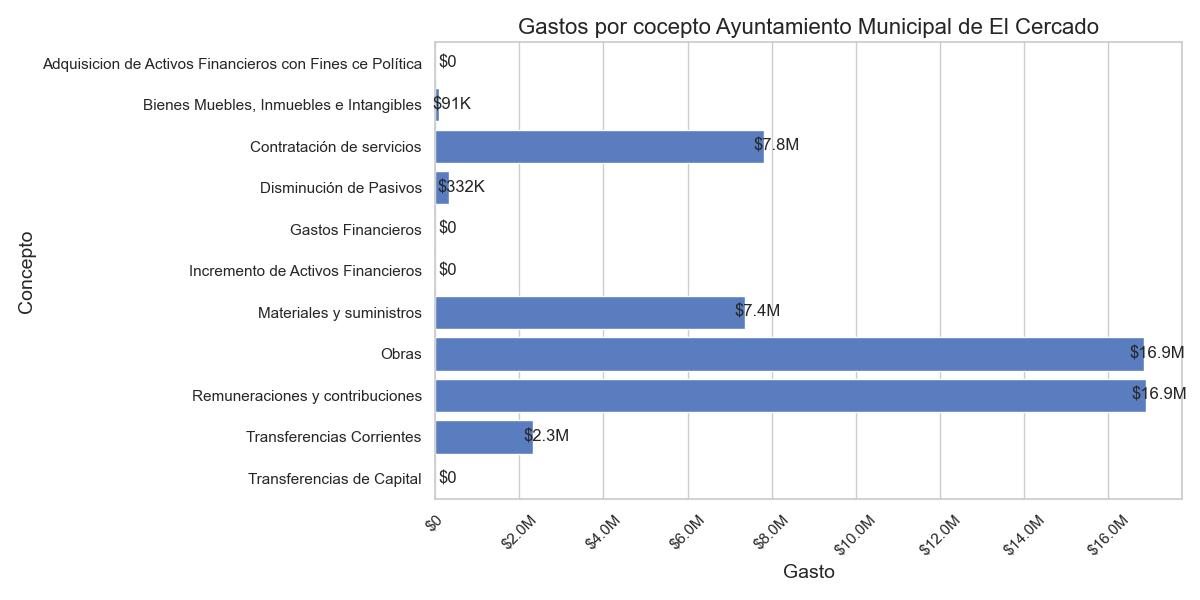 Gastos por cocepto Ayuntamiento Municipal de El Cercado
Concepto
Adquisicion de Activos Financieros con Fines ce Política $0
Bienes Muebles, Inmuebles e Intangibles $91K
Contratación de servicios $7.8M
Disminución de Pasivos $332K
Gastos Financieros $0
Incremento de Activos Financieros $0
Materiales y suministros $7.4M
Obras $16.9M
Remuneraciones y contribuciones $16.9M
Transferencias Corrientes $2.3M
Transferencias de Capital $0
$0 $2.0M $4.0M $6.0M $8.0M $10.0M $12.0M $14.0M $16.0M
Gasto